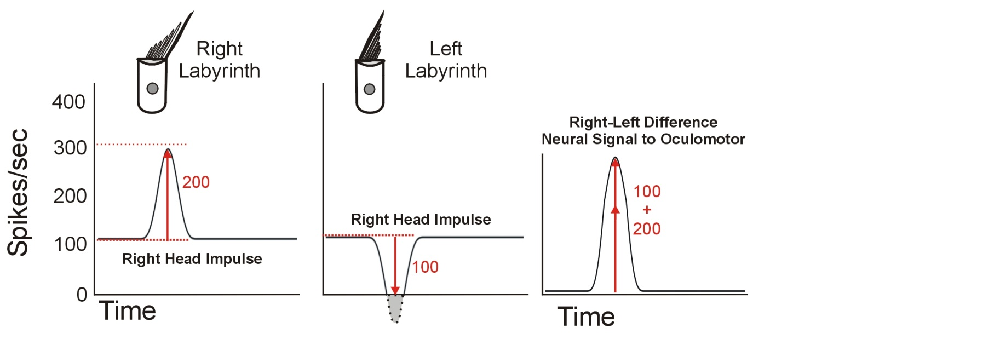 Right
Labyrinth
Left
Labyrinth
Spikes/sec
400
300
200
100
0
200
Right Head Impulse
Time
Right Head Impulse
100
Right-Left Difference
Neural Signal to Oculomotor
100
+
200
Time